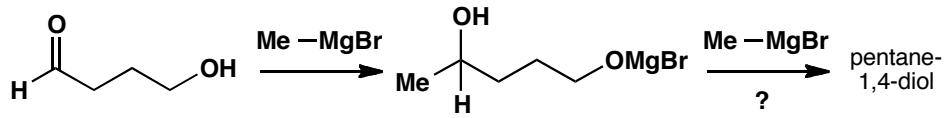 O
H
OH
Me–MgBr
OH
Me
H
OMgBr
Me–MgBr
?
pentane-
1,4-diol